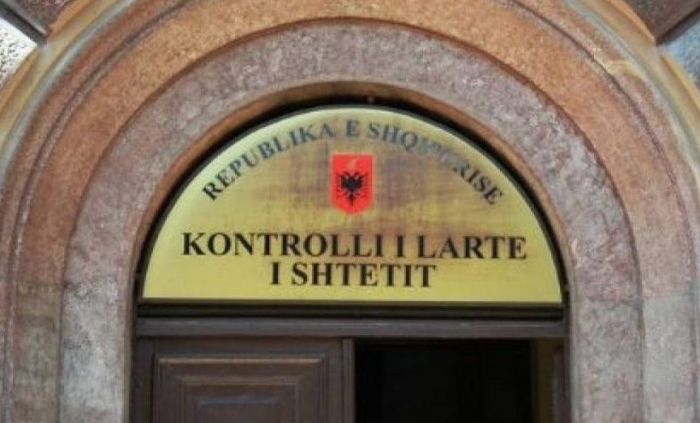 REPUBLIKA E SHQIPERISE
KONTROLLI I LARTE
I SHTETIT